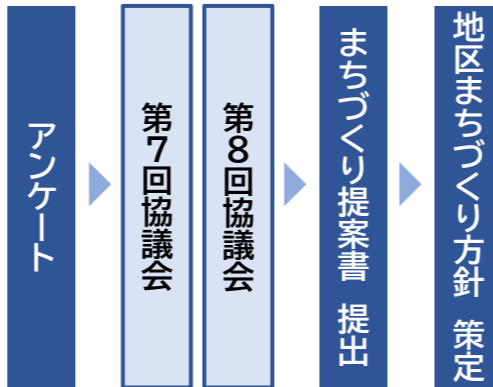 アンケート
第7回協議会
第8回協議会
まちづくり提案書 提出
地区まちづくり方針 策定